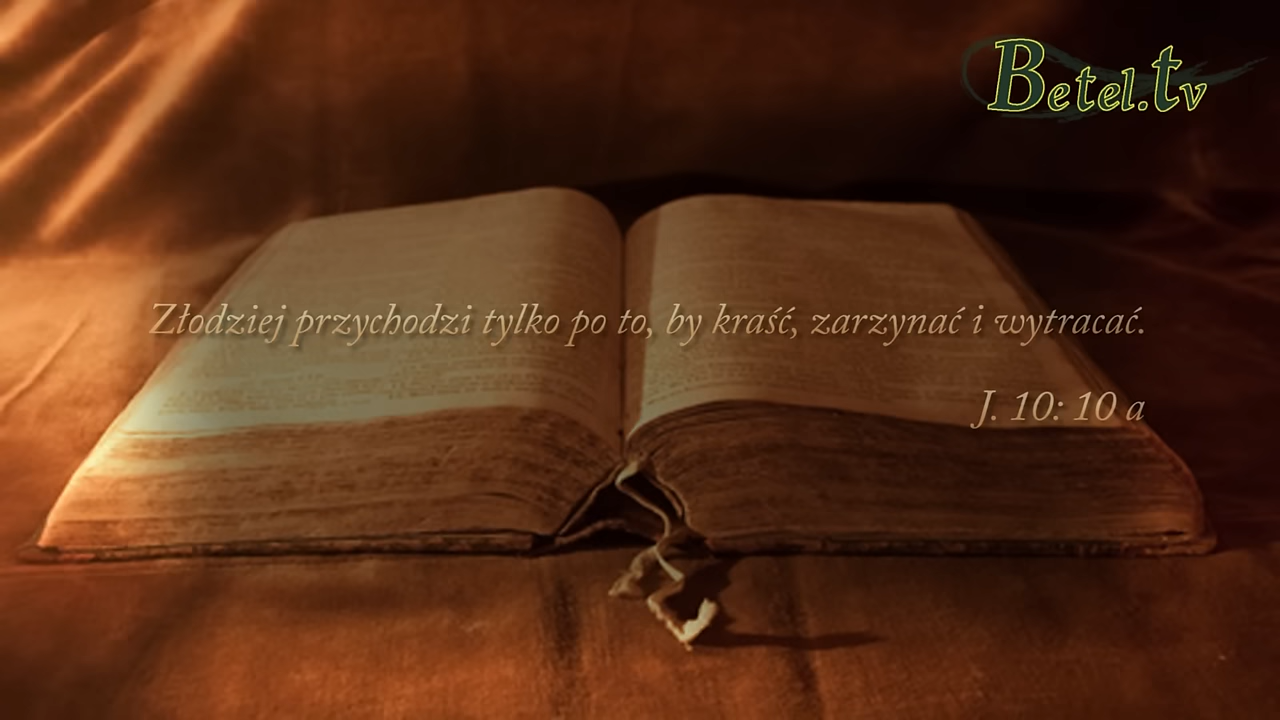 Betel.tv
Złodziej przychodzi tylko po to, by kraść, zarzynać i wytracać.
J. 10: 10 a